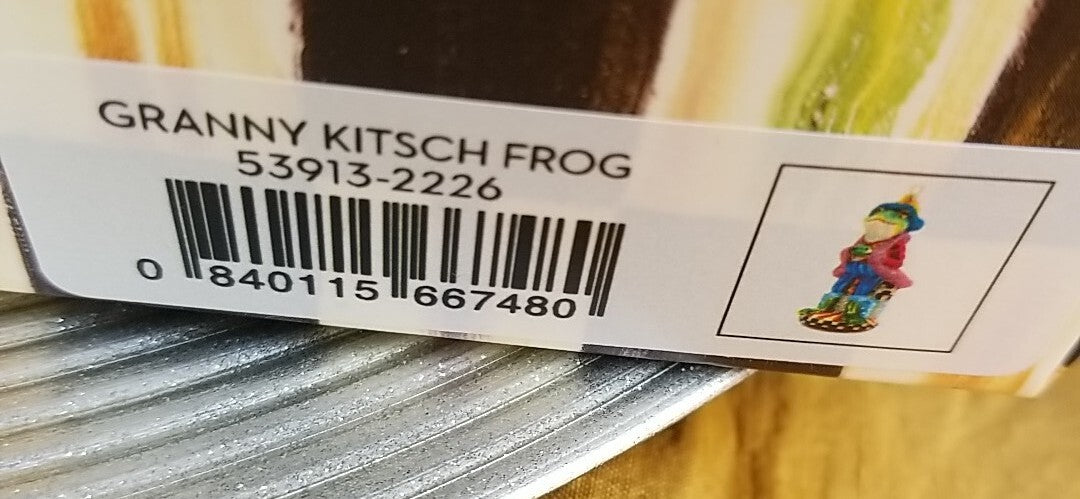 GRANNY KITSCH FROG
53913-2226
0 840115 667480